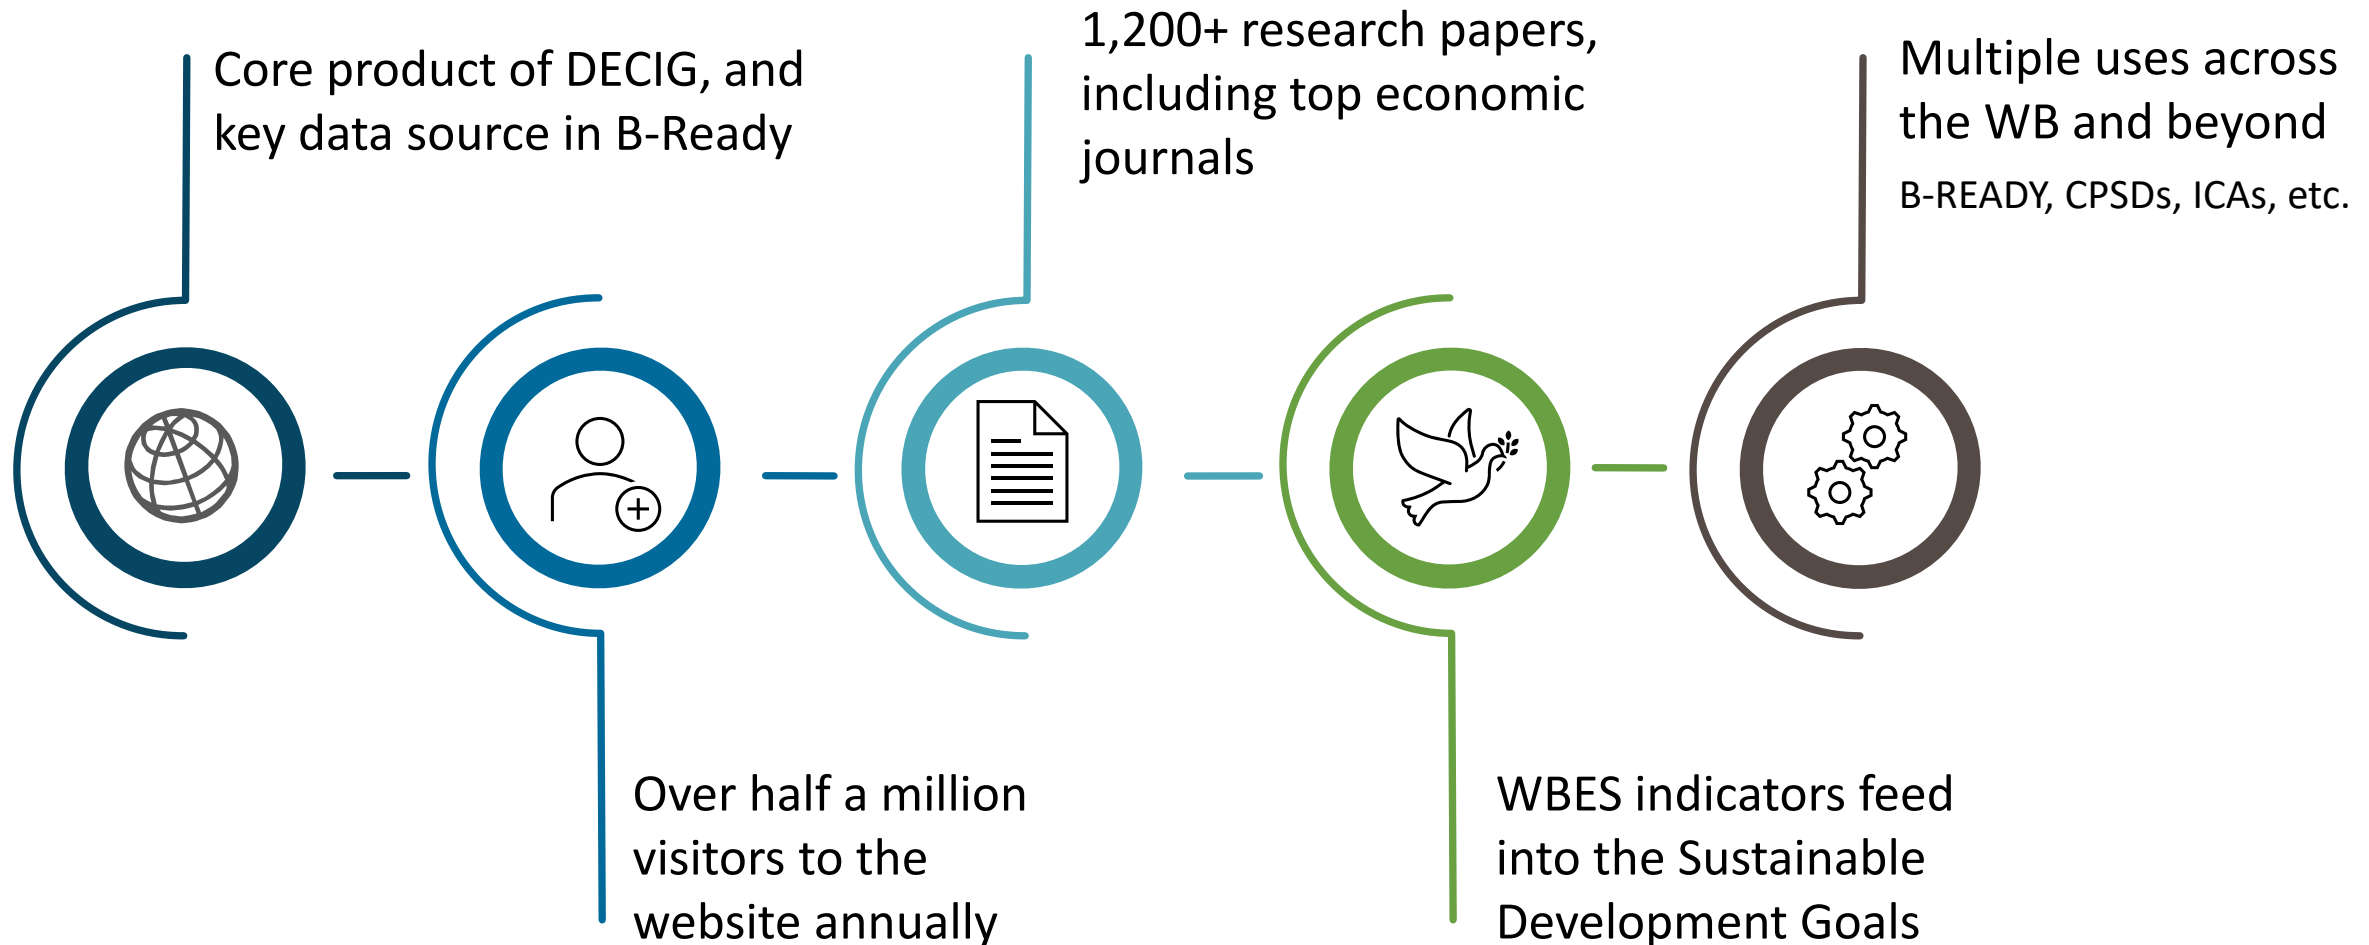 Core product of DECIG, and
key data source in B-Ready
Over half a million
visitors to the
website annually
1,200+ research papers,
including top economic
journals
WBES indicators feed
into the Sustainable
Development Goals
Multiple uses across
the WB and beyond
B-READY, CPSDs, ICAs, etc.